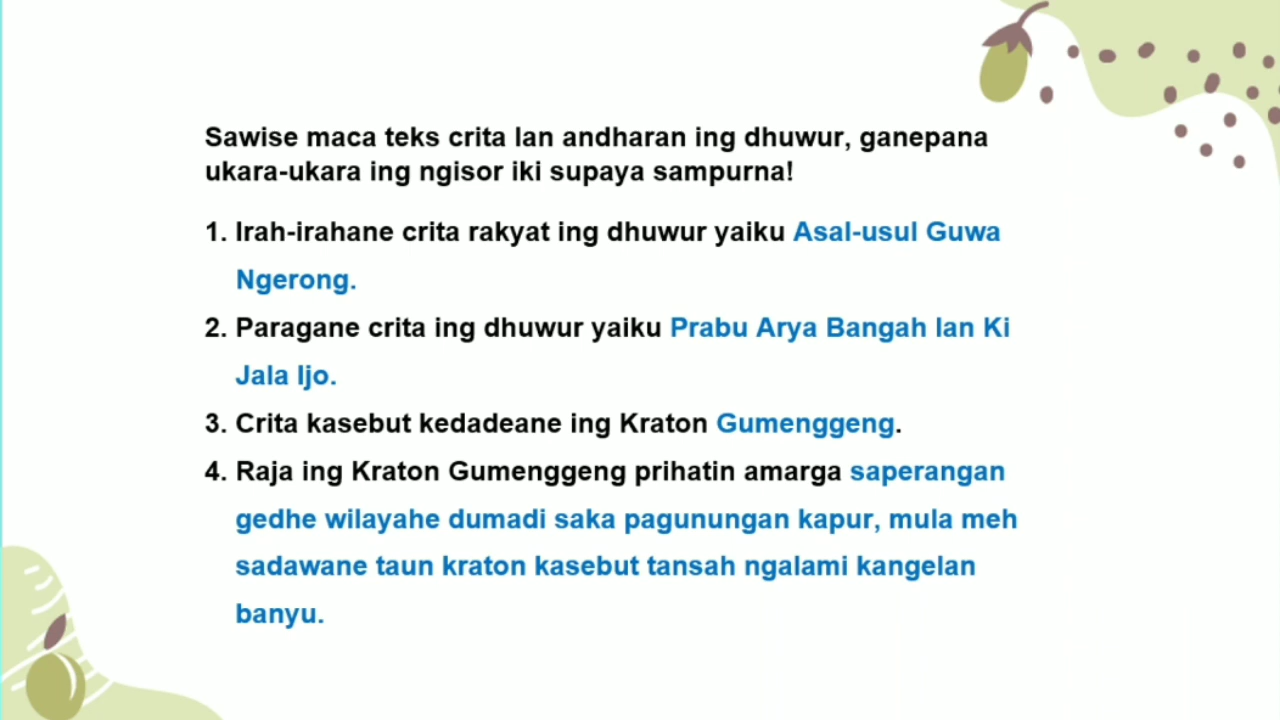 Sawise maca teks crita lan andharan ing dhuwur, ganepana
ukara-ukara ing ngisor iki supaya sampurna!
1. Irah-irahane crita rakyat ing dhuwur yaiku Asal-usul Guwa
Ngerong.
2. Paragane crita ing dhuwur yaiku Prabu Arya Bangah lan Ki
Jala Ijo.
3. Crita kasebut kedadeane ing Kraton Gumenggeng.
4. Raja ing Kraton Gumenggeng prihatin amarga saperangan
gedhe wilayahe dumadi saka pagunungan kapur, mula meh
sadawane taun kraton kasebut tansah ngalami kangelan
banyu.